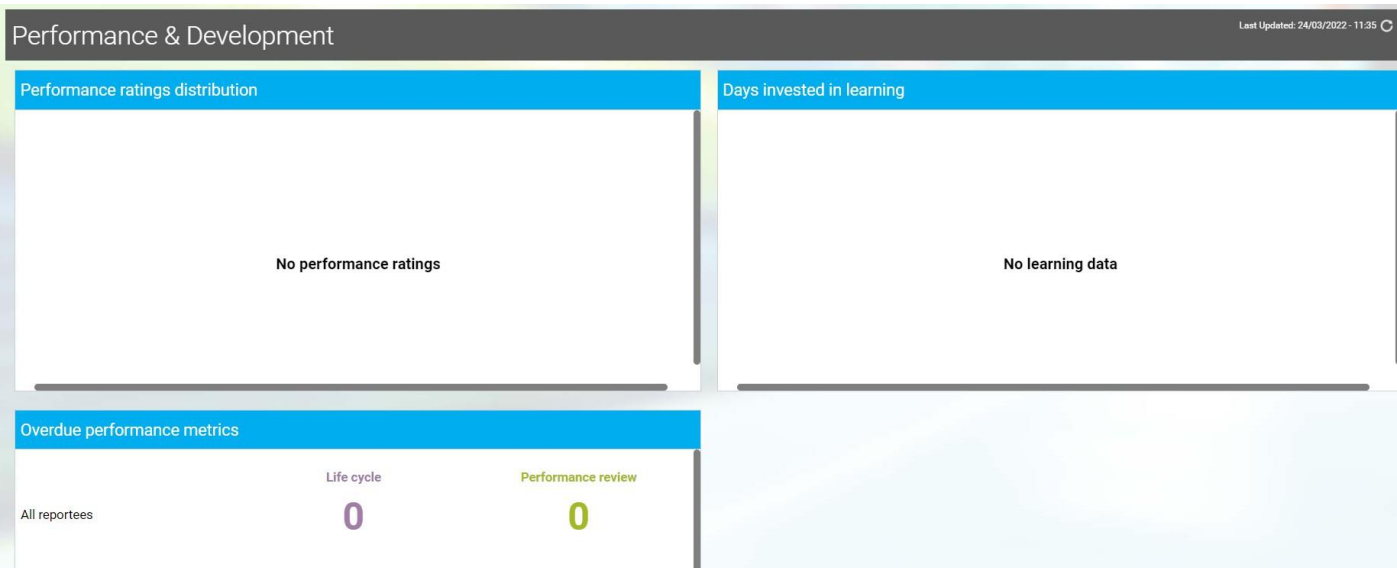 Performance & Development
Last Updated: 24/03/2022 - 11:35
Performance ratings distribution
No performance ratings
Days invested in learning
No learning data
Overdue performance metrics
Life cycle Performance review
All reportees 0 0